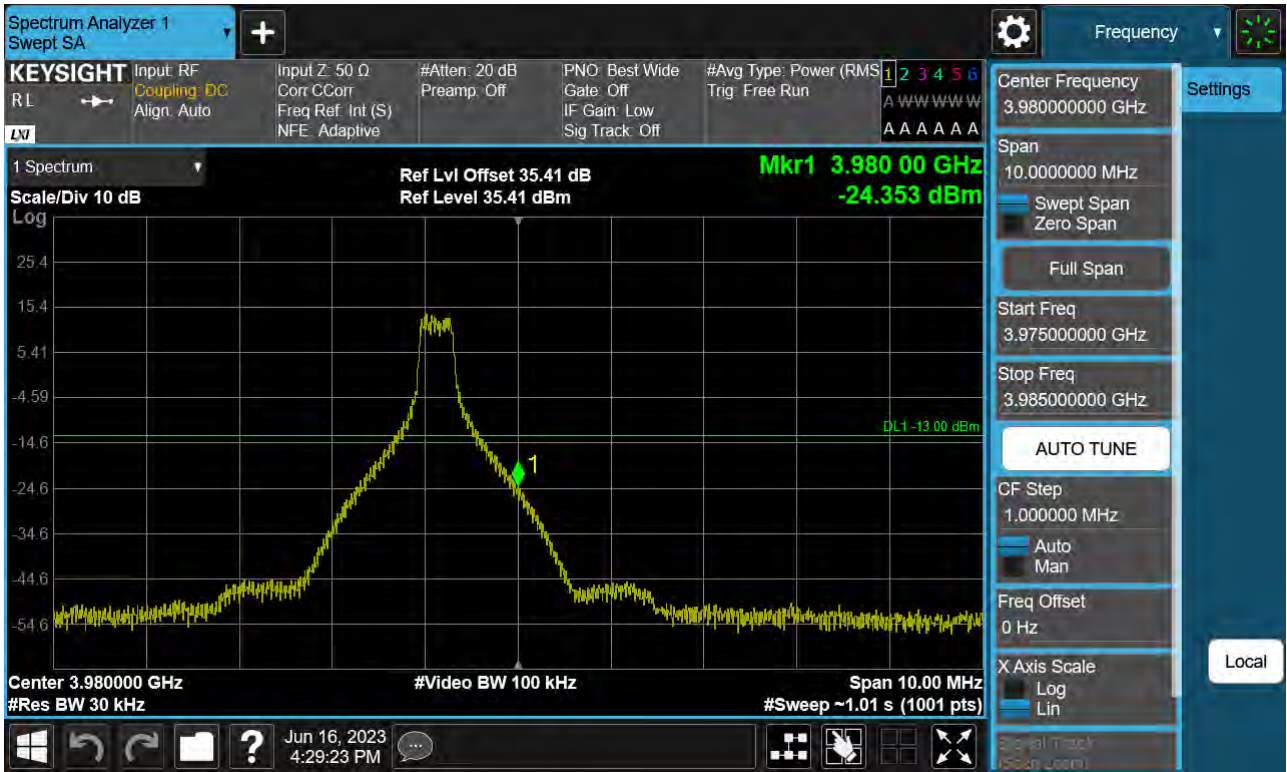 Spectrum Analyzer 1
Swept SA
+
Frequency
KEYSIGHT
RL
LXI
Input: RF
Coupling: DC
Align: Auto
Input Z: 50 Ω
Corr CCorr
Freq Ref: Int (S)
NFE: Adaptive
#Atten: 20 dB
Preamp: Off
PNO: Best Wide
Gate: Off
IF Gain: Low
Sig Track: Off
#Avg Type: Power (RMS
Trig: Free Run
1 2 3 4 5 6
A W W W W W
A A A A A A
1 Spectrum
Scale/Div 10 dB
Log
Ref Lvl Offset 35.41 dB
Ref Level 35.41 dBm
Mkr1 3.980 00 GHz
-24.353 dBm
25.4
15.4
5.41
-4.59
-14.6
-24.6
-34.6
-44.6
-54.6
DL1 -13.00 dBm
1
Center 3.980000 GHz
#Res BW 30 kHz
#Video BW 100 kHz
Span 10.00 MHz
#Sweep ~1.01 s (1001 pts)
Center Frequency
3.980000000 GHz
Span
10.0000000 MHz
Swept Span
Zero Span
Full Span
Start Freq
3.975000000 GHz
Stop Freq
3.985000000 GHz
AUTO TUNE
CF Step
1.000000 MHz
Auto
Man
Freq Offset
0 Hz
X Axis Scale
Log
Lin
Signal Track
(Span Zoom)
Settings
Local
?
Jun 16, 2023
4:29:23 PM